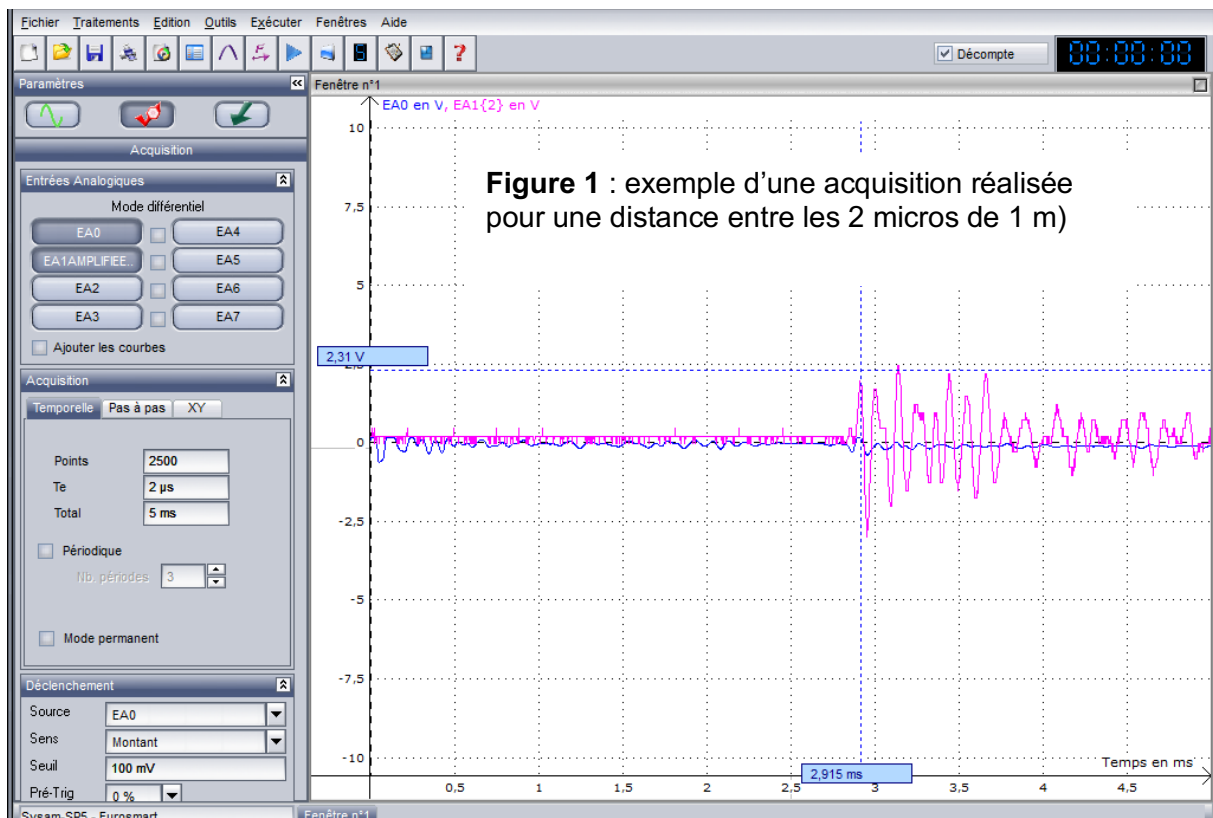 Fichier Traitements Edition Outils Exécuter Fenêtres Aide
Décompte
00:00:00
Paramètres
Fenêtre n°1
Acquisition
Entrées Analogiques
Mode différentiel
EA0 EA4
EA1AMPLIFIEE.. EA5
EA2 EA6
EA3 EA7
Ajouter les courbes
Acquisition
Temporelle Pas à pas XY
Points 2500
Te 2 µs
Total 5 ms
Périodique
Nb. périodes 3
Mode permanent
Déclenchement
Source EA0
Sens Montant
Seuil 100 mV
Pré-Trig 0 %
Sysam-SP5 - Eurosmart
Fenêtre n°1
EA0 en V, EA1{2} en V
Figure 1 : exemple d’une acquisition réalisée
pour une distance entre les 2 micros de 1 m)
10
7,5
5
2,31 V
2,5
0
-2,5
-5
-7,5
-10
Temps en ms
2,915 ms
0,5 1 1,5 2 2,5 3 3,5 4 4,5